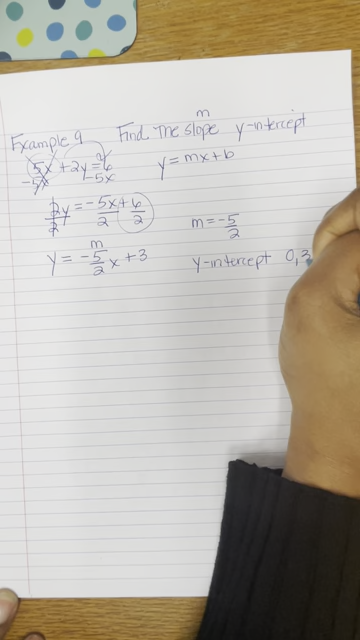 m
Example 9 Find The slope y-intercept
5x + 2y = 6 y = mx + b
-5x -5x
2y = -5x + 6
2 2 2
m = -5
2
m
y = -5x + 3
2
y-intercept 0,3